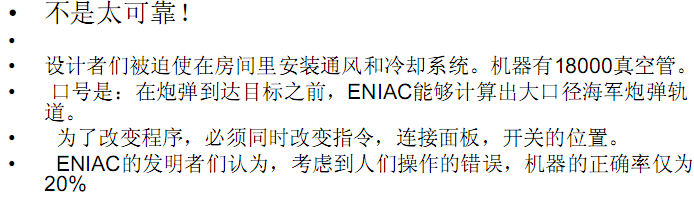 • 不是太可靠！
•
• 设计者们被迫使在房间里安装通风和冷却系统。机器有18000真空管。
• 口号是：在炮弹到达目标之前，ENIAC能够计算出大口径海军炮弹轨
道。
• 为了改变程序，必须同时改变指令，连接面板，开关的位置。
• ENIAC的发明者们认为，考虑到人们操作的错误，机器的正确率仅为
20%